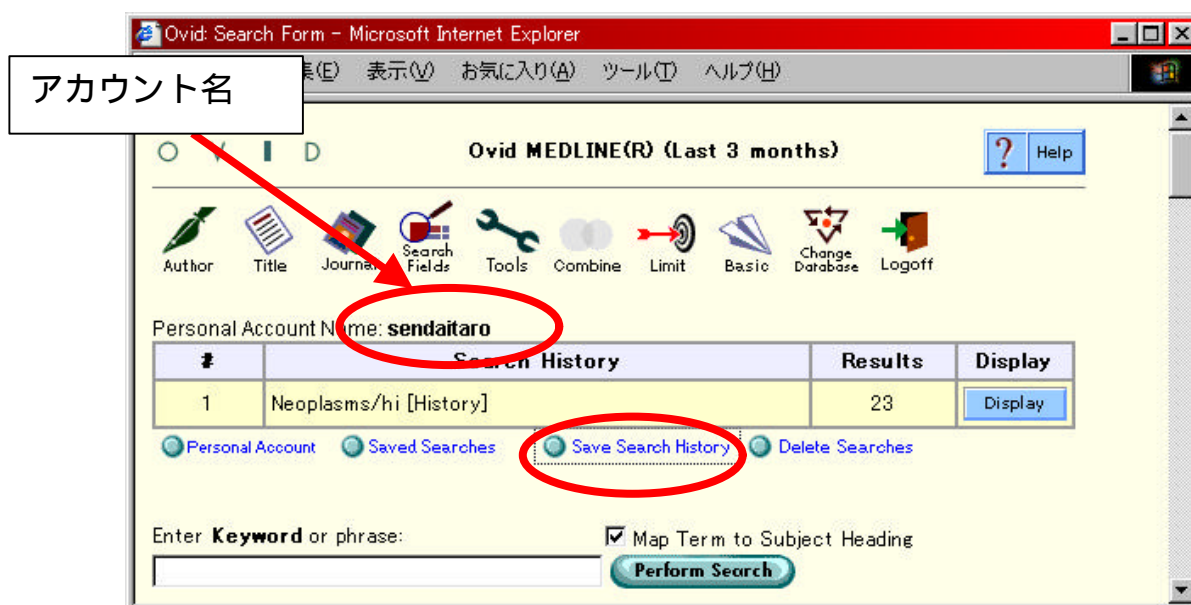 Ovid: Search Form - Microsoft Internet Explorer
アカウント名
集(E) 表示(V) お気に入り(A) ツール(T) ヘルプ(H)
O V I D
Ovid MEDLINE(R) (Last 3 months)
? Help
Author Title Journal Search Fields Tools Combine Limit Basic Change Database Logoff
Personal Account Name: sendaitaro
# Search History Results Display
1 Neoplasms/hi [History] 23 Display
Personal Account Saved Searches Save Search History Delete Searches
Enter Keyword or phrase: Map Term to Subject Heading
Perform Search